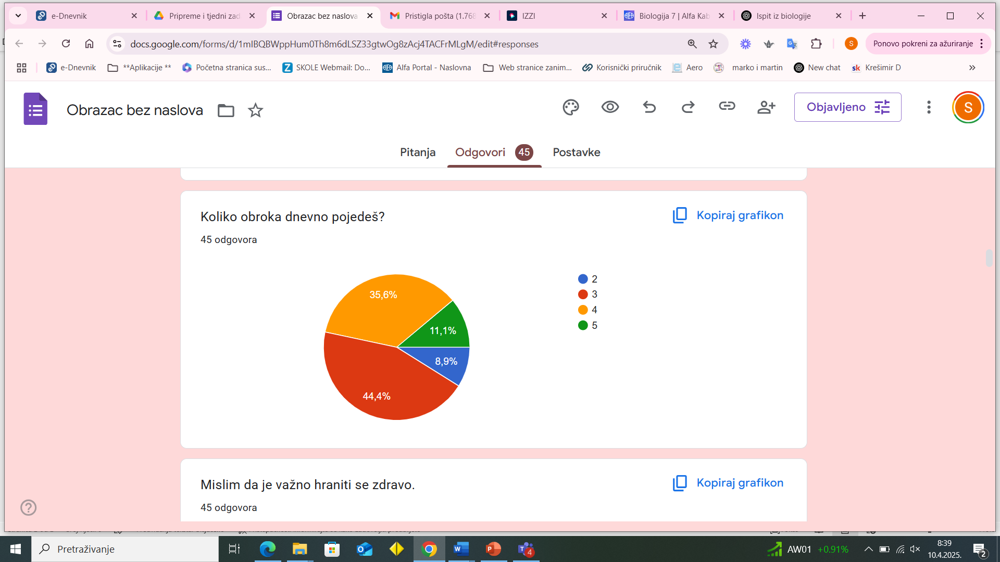 e-Dnevnik
Pripreme i tjedni zad
Obrazac bez naslova
Pristigla pošta (1.768
IZZI
Biologija 7 | Alfa Kab
Ispit iz biologije
docs.google.com/forms/d/1mIBQBWppHum0Th8m6dLSZ33gtwOg8zAcj4TACFrMLgM/edit#responses
S
Ponovo pokreni za ažuriranje
e-Dnevnik
**Aplikacije **
Početna stranica sus...
SKOLE Webmail: Do...
Alfa Portal - Naslovna
Web stranice zanim...
Korisnički priručnik
Aero
marko i martin
New chat
sk Krešimir D
Obrazac bez naslova
Objavljeno
S
Pitanja
Odgovori 45
Postavke
Koliko obroka dnevno pojedeš?
Kopiraj grafikon
45 odgovora
35,6%
11,1%
8,9%
44,4%
2
3
4
5
Mislim da je važno hraniti se zdravo.
Kopiraj grafikon
45 odgovora
Pretraživanje
4
AW01 +0.91%
8:39
10.4.2025.
2